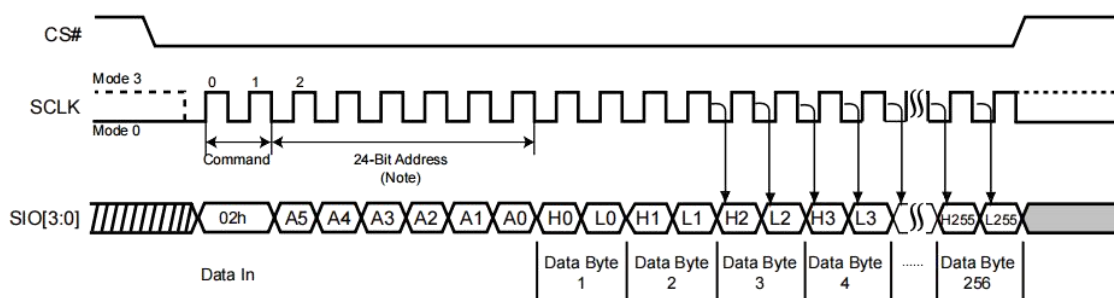 CS#
Mode 3
0 1 2
SCLK
Mode 0
Command
24-Bit Address
(Note)
SIO[3:0]
02h A5 A4 A3 A2 A1 A0 H0 L0 H1 L1 H2 L2 H3 L3 H255 L255
Data In
Data Byte
1
Data Byte
2
Data Byte
3
Data Byte
4
......
Data Byte
256